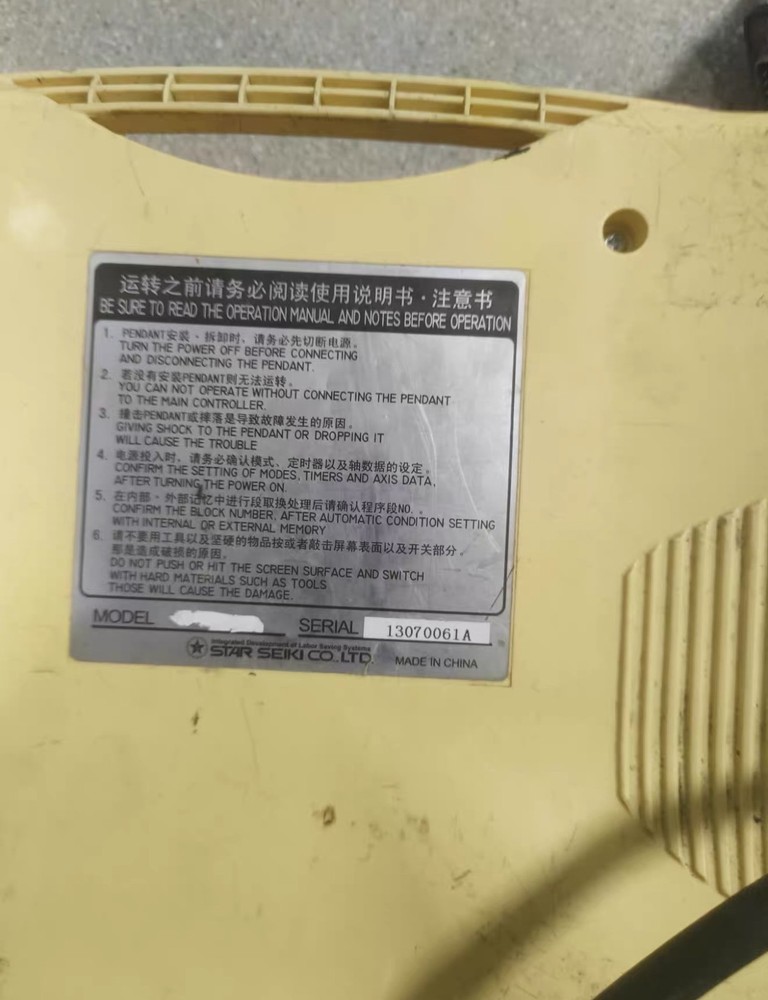 运转之前请务必阅读使用说明书・注意书
BE SURE TO READ THE OPERATION MANUAL AND NOTES BEFORE OPERATION
1. PENDANT安装・拆卸时、请务必先切断电源。
TURN THE POWER OFF BEFORE CONNECTING
AND DISCONNECTING THE PENDANT.
2. 若没有安装PENDANT则无法运转。
YOU CAN NOT OPERATE WITHOUT CONNECTING THE PENDANT
TO THE MAIN CONTROLLER.
3. 撞击PENDANT或摔落是导致故障发生的原因。
GIVING SHOCK TO THE PENDANT OR DROPPING IT
WILL CAUSE THE TROUBLE
4. 电源投入时、请务必确认模式、定时器以及轴数据的设定。
CONFIRM THE SETTING OF MODES, TIMERS AND AXIS DATA,
AFTER TURNING THE POWER ON.
5. 在内部・外部记忆中进行段取换处理后请确认程序段NO.。
CONFIRM THE BLOCK NUMBER, AFTER AUTOMATIC CONDITION SETTING
WITH INTERNAL OR EXTERNAL MEMORY
6. 请不要用工具以及坚硬的物品按或者敲击屏幕表面以及开关部分。
那是造成破损的原因。
DO NOT PUSH OR HIT THE SCREEN SURFACE AND SWITCH
WITH HARD MATERIALS SUCH AS TOOLS
THOSE WILL CAUSE THE DAMAGE.
MODEL SERIAL 13070061A
Integrated Development of Labor Saving Systems
STAR SEIKI CO.,LTD. MADE IN CHINA